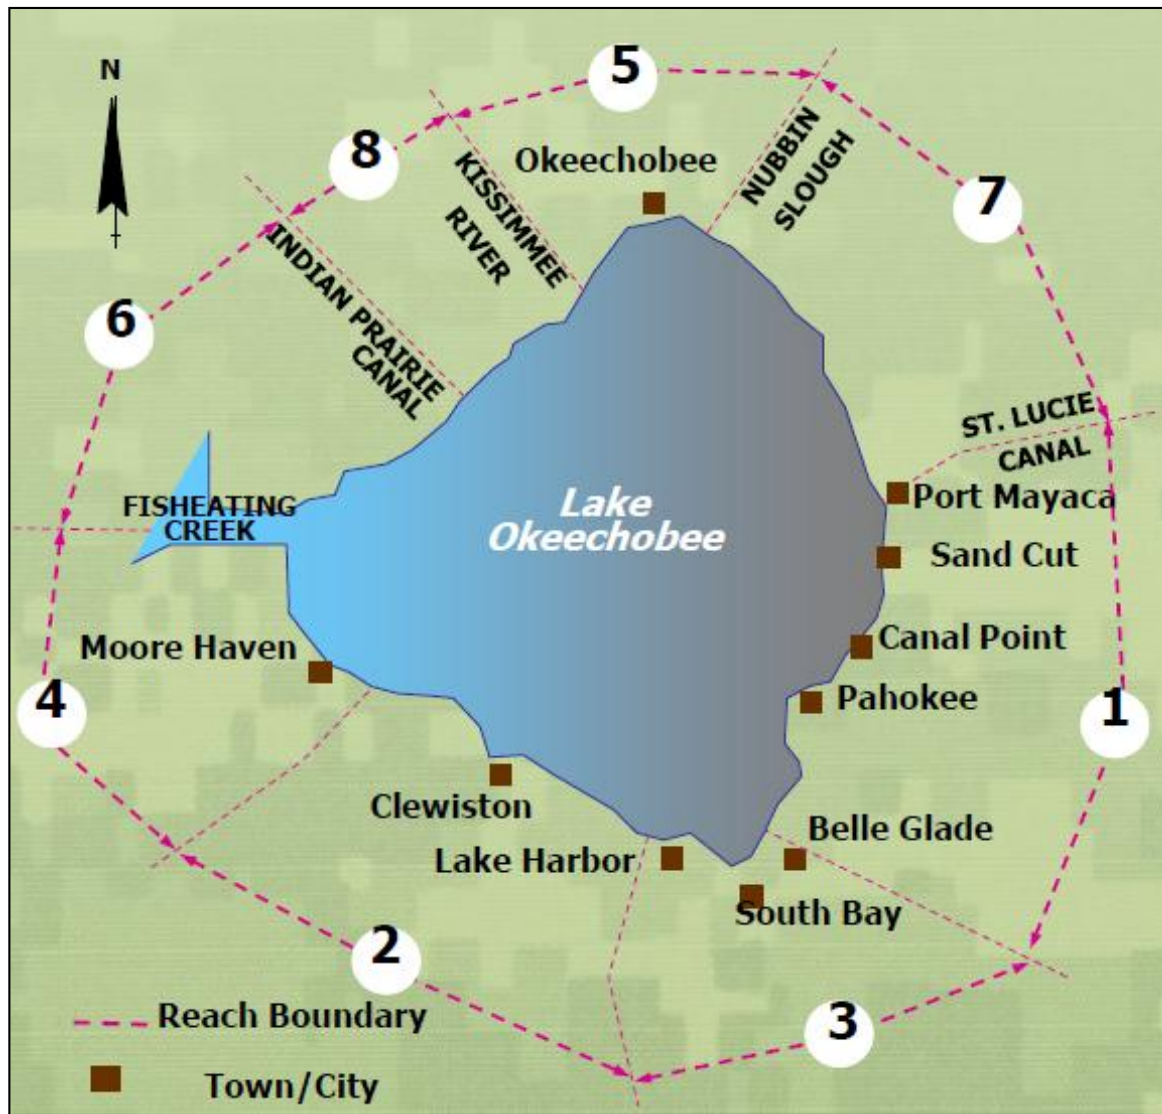 N
5
8
KISSIMMEE
RIVER
Okeechobee
NUBBIN
SLOUGH
7
INDIAN PRAIRIE
CANAL
6
ST. LUCIE
CANAL
FISHEATING
CREEK
Lake
Okeechobee
Port Mayaca
Sand Cut
Moore Haven
Canal Point
Pahokee
4
1
Clewiston
Belle Glade
Lake Harbor
South Bay
2
3
Reach Boundary
Town/City